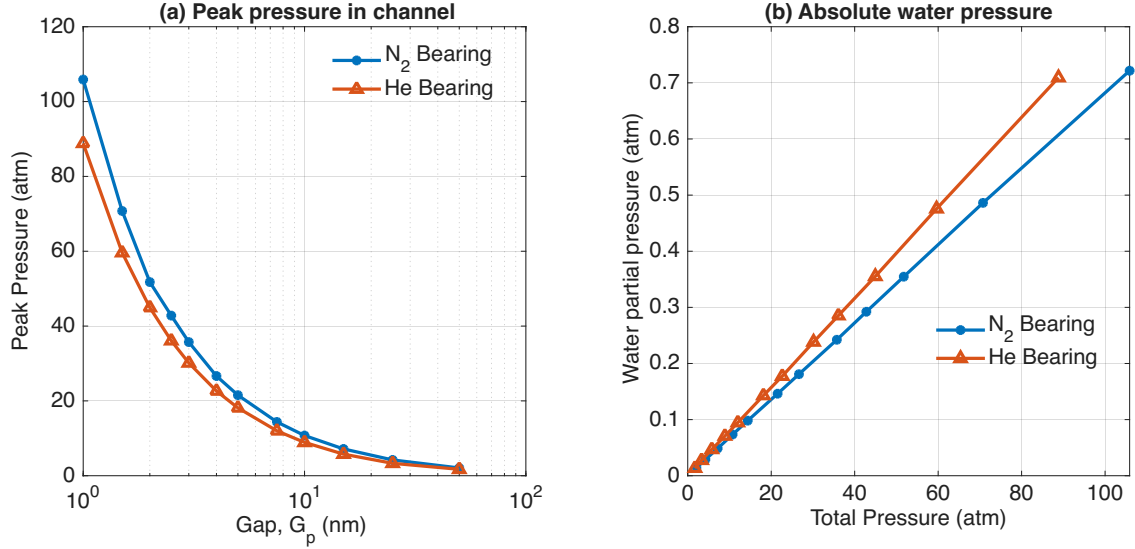 (a) Peak pressure in channel
120
100
80
60
40
20
0
Peak Pressure (atm)
N2 Bearing
He Bearing
10^0
10^1
10^2
Gap, Gp (nm)
(b) Absolute water pressure
0.8
0.7
0.6
0.5
0.4
0.3
0.2
0.1
0
Water partial pressure (atm)
N2 Bearing
He Bearing
0 20 40 60 80 100
Total Pressure (atm)